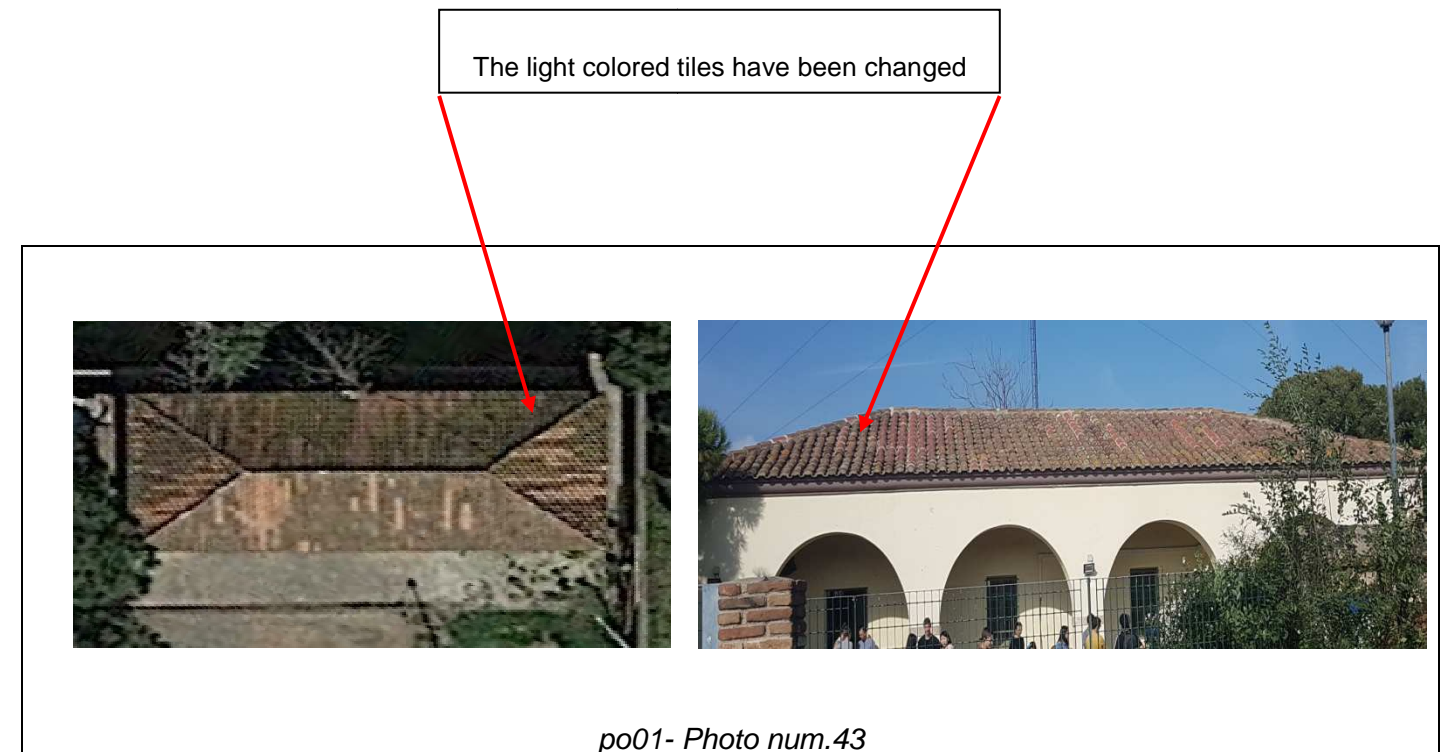 The light colored tiles have been changed
po01- Photo num.43